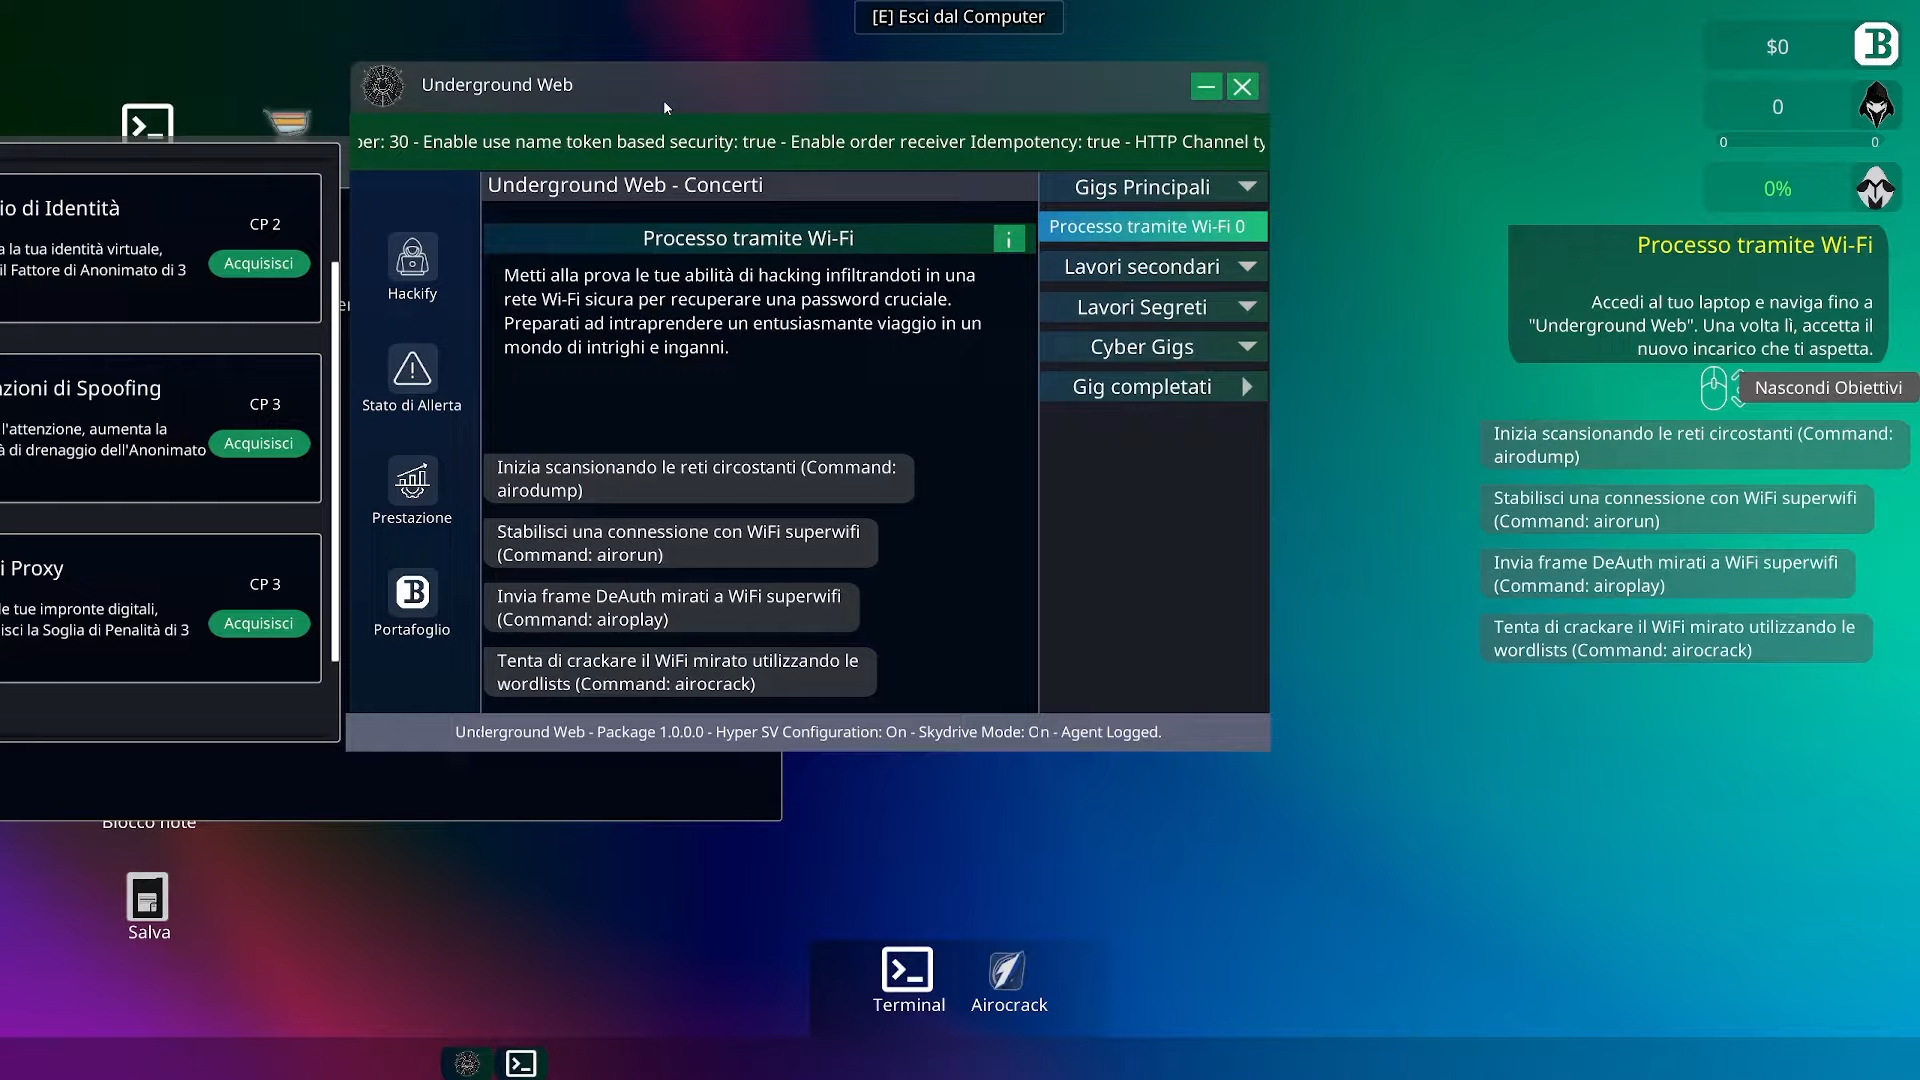 [E] Esci dal Computer
$0
0
0 0
0%
Underground Web
per: 30 - Enable use name token based security: true - Enable order receiver Idempotency: true - HTTP Channel ty
Underground Web - Concerti
Hackify
Stato di Allerta
Prestazione
Portafoglio
Processo tramite Wi-Fi
i
Metti alla prova le tue abilità di hacking infiltrandoti in una
rete Wi-Fi sicura per recuperare una password cruciale.
Preparati ad intraprendere un entusiasmante viaggio in un
mondo di intrighi e inganni.
Inizia scansionando le reti circostanti (Command:
airodump)
Stabilisci una connessione con WiFi superwifi
(Command: airorun)
Invia frame DeAuth mirati a WiFi superwifi
(Command: airoplay)
Tenta di crackare il WiFi mirato utilizzando le
wordlists (Command: airocrack)
Gigs Principali
Processo tramite Wi-Fi 0
Lavori secondari
Lavori Segreti
Cyber Gigs
Gig completati
Underground Web - Package 1.0.0.0 - Hyper SV Configuration: On - Skydrive Mode: On - Agent Logged.
io di Identità
CP 2
a la tua identità virtuale,
il Fattore di Anonimato di 3
Acquisisci
zioni di Spoofing
CP 3
l'attenzione, aumenta la
à di drenaggio dell'Anonimato
Acquisisci
i Proxy
CP 3
le tue impronte digitali,
isci la Soglia di Penalità di 3
Acquisisci
Processo tramite Wi-Fi
Accedi al tuo laptop e naviga fino a
"Underground Web". Una volta lì, accetta il
nuovo incarico che ti aspetta.
Nascondi Obiettivi
Inizia scansionando le reti circostanti (Command:
airodump)
Stabilisci una connessione con WiFi superwifi
(Command: airorun)
Invia frame DeAuth mirati a WiFi superwifi
(Command: airoplay)
Tenta di crackare il WiFi mirato utilizzando le
wordlists (Command: airocrack)
Blocco note
Salva
Terminal
Airocrack